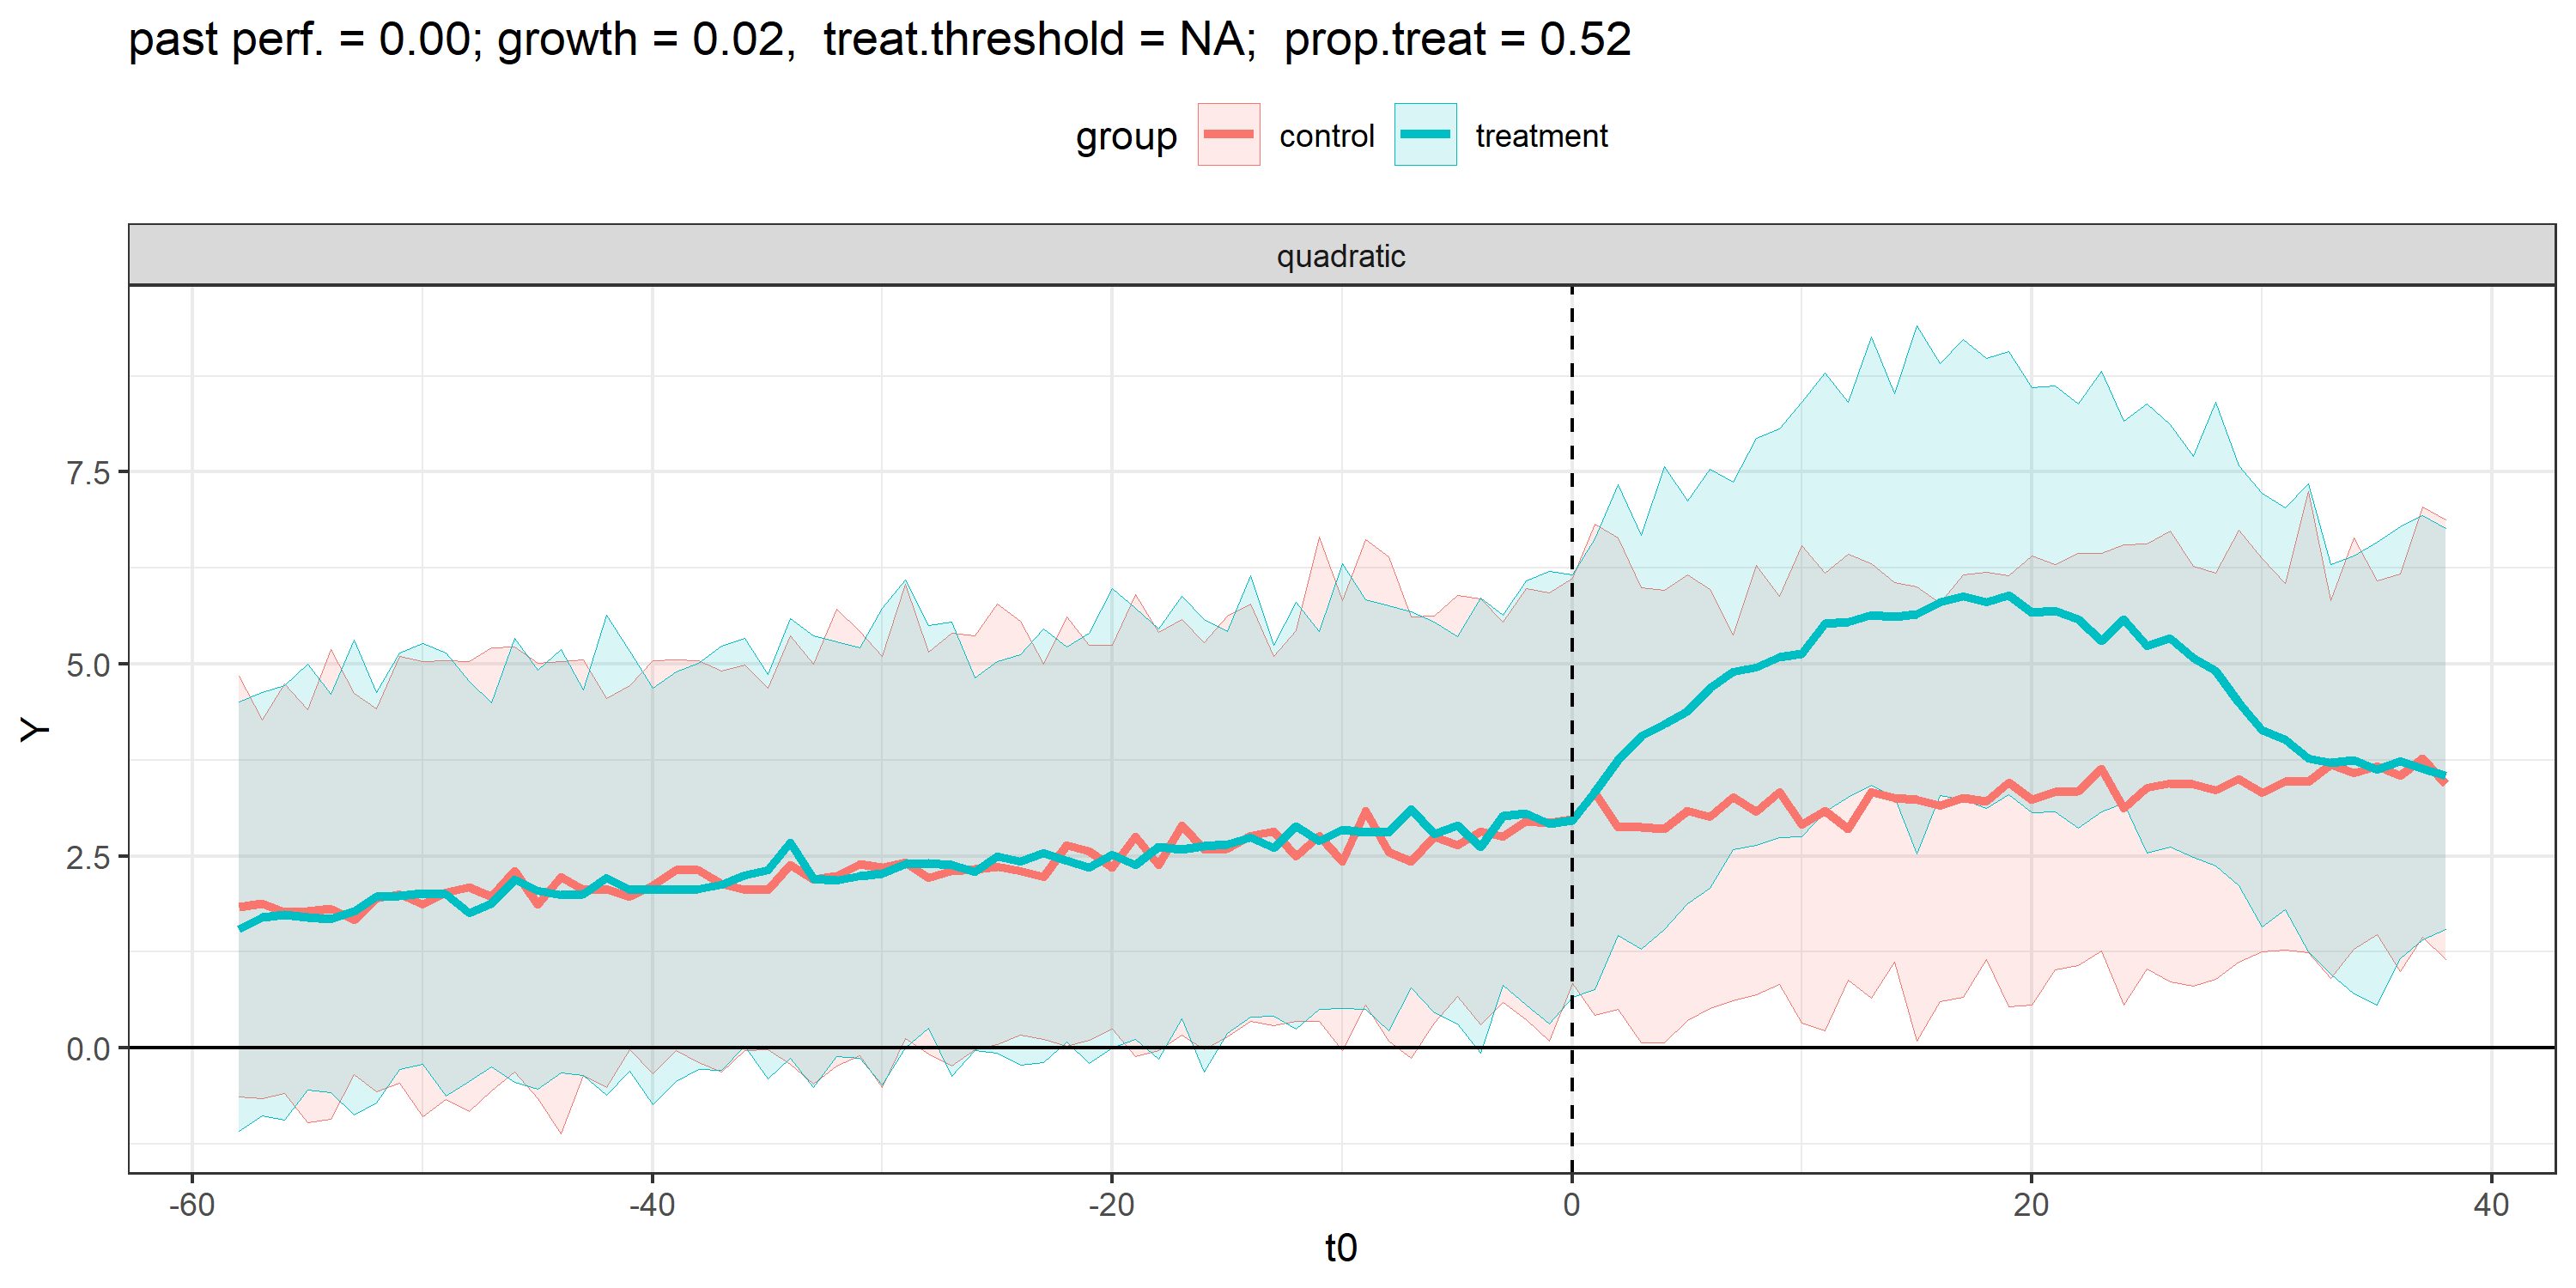 past perf. = 0.00; growth = 0.02,  treat.threshold = NA;  prop.treat = 0.52
group control treatment
quadratic
7.5
5.0
2.5
0.0
Y
-60 -40 -20 0 20 40
t0